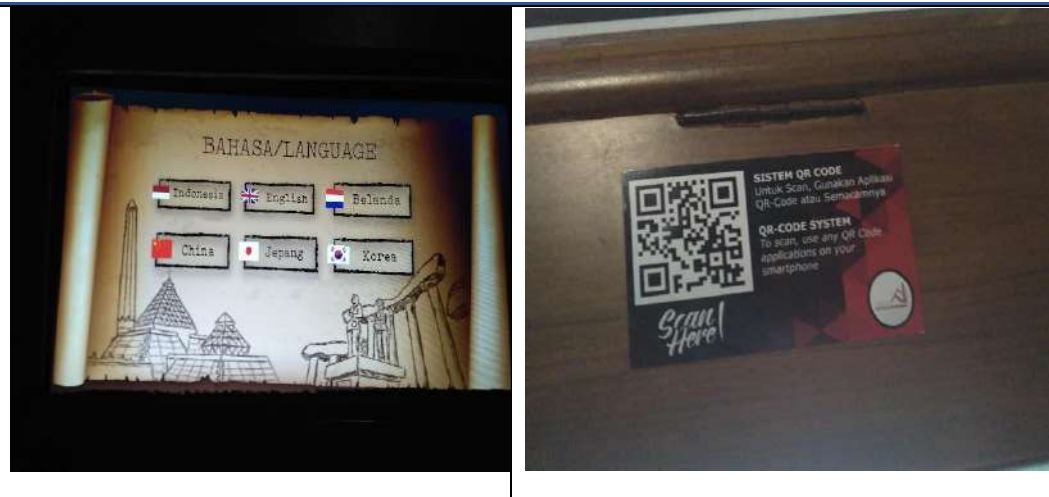 BAHASA/LANGUAGE
Indonesia
English
Belanda
China
Jepang
Korea
SISTEM QR CODE
Untuk Scan, Gunakan Aplikasi
QR-Code atau Semacamnya
QR-CODE SYSTEM
To scan, use any QR Code
applications on your
smartphone
Scan
Here!